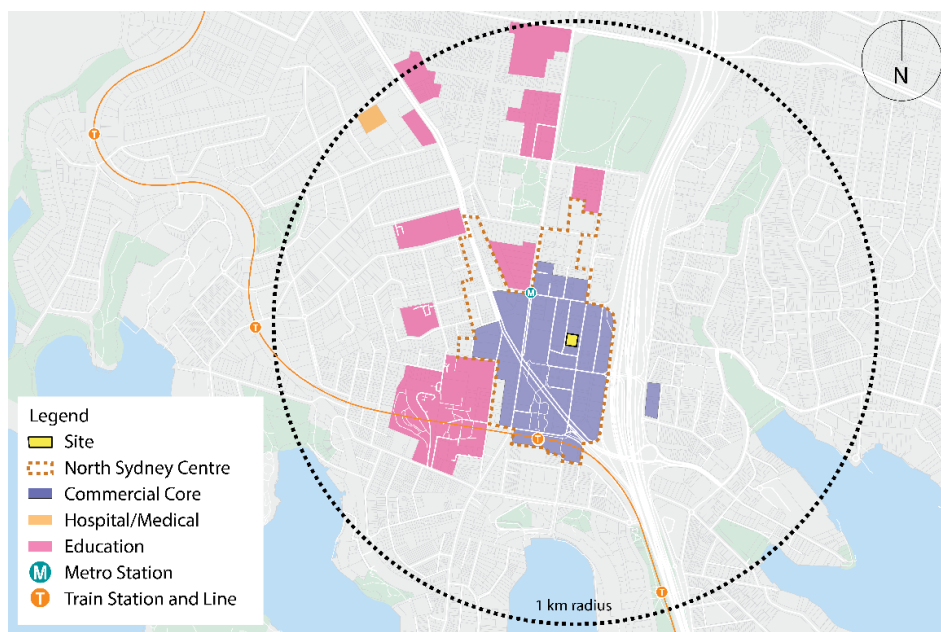 N
T
T
M
T
T
1 km radius
Legend
Site
North Sydney Centre
Commercial Core
Hospital/Medical
Education
M Metro Station
T Train Station and Line